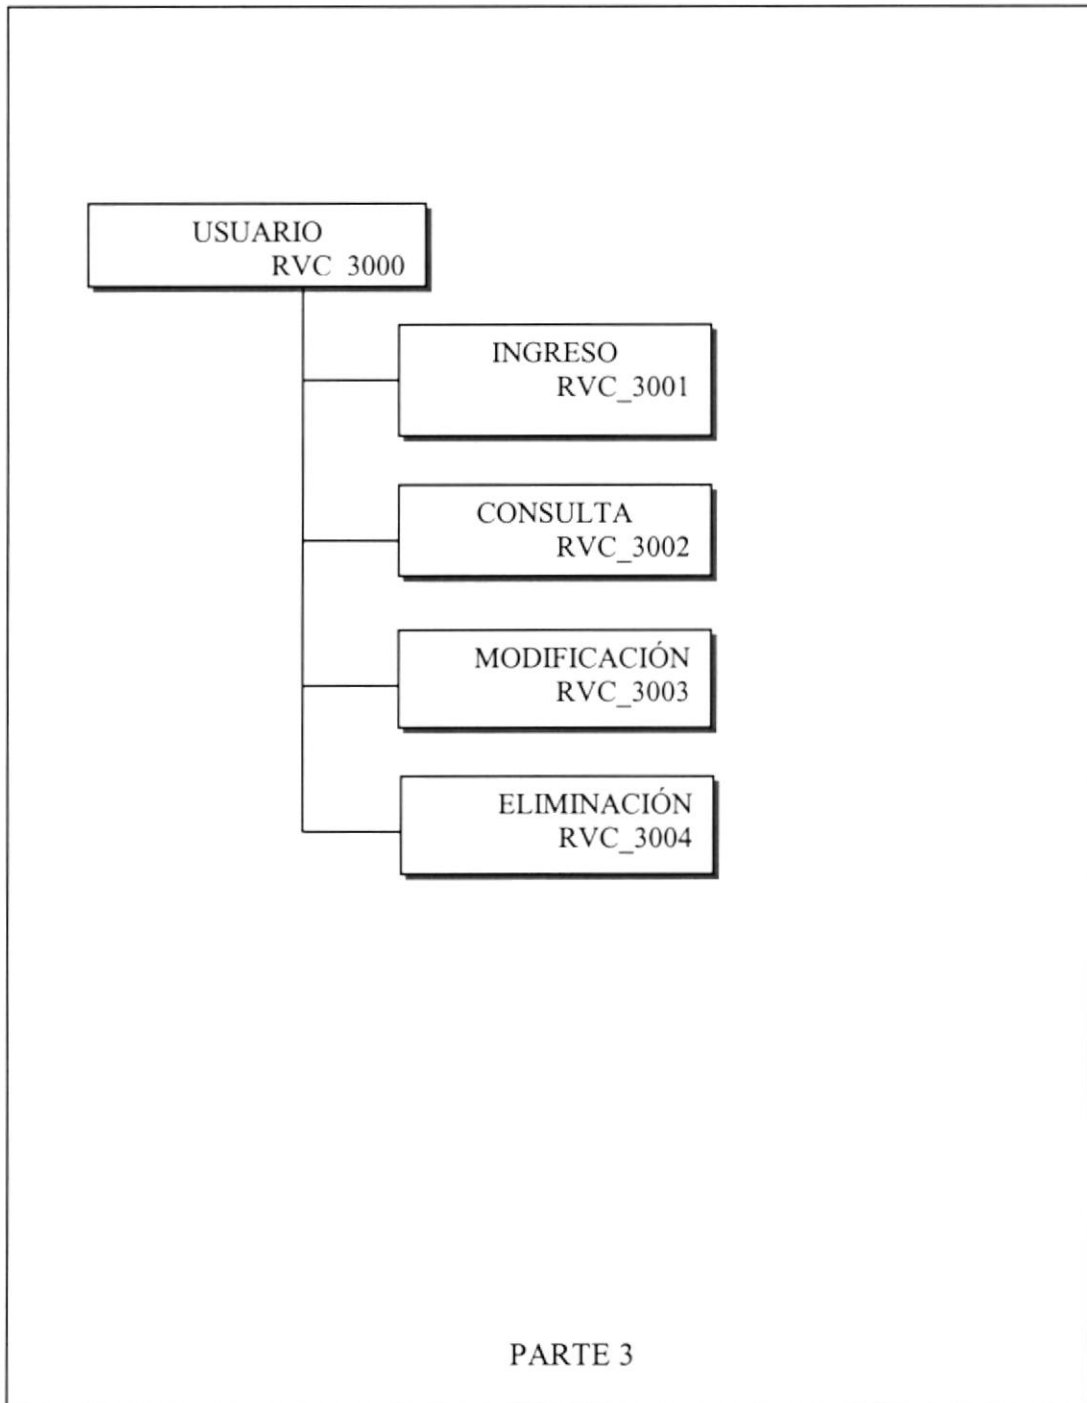 USUARIO
RVC 3000
INGRESO
RVC_3001
CONSULTA
RVC_3002
MODIFICACIÓN
RVC_3003
ELIMINACIÓN
RVC_3004
PARTE 3